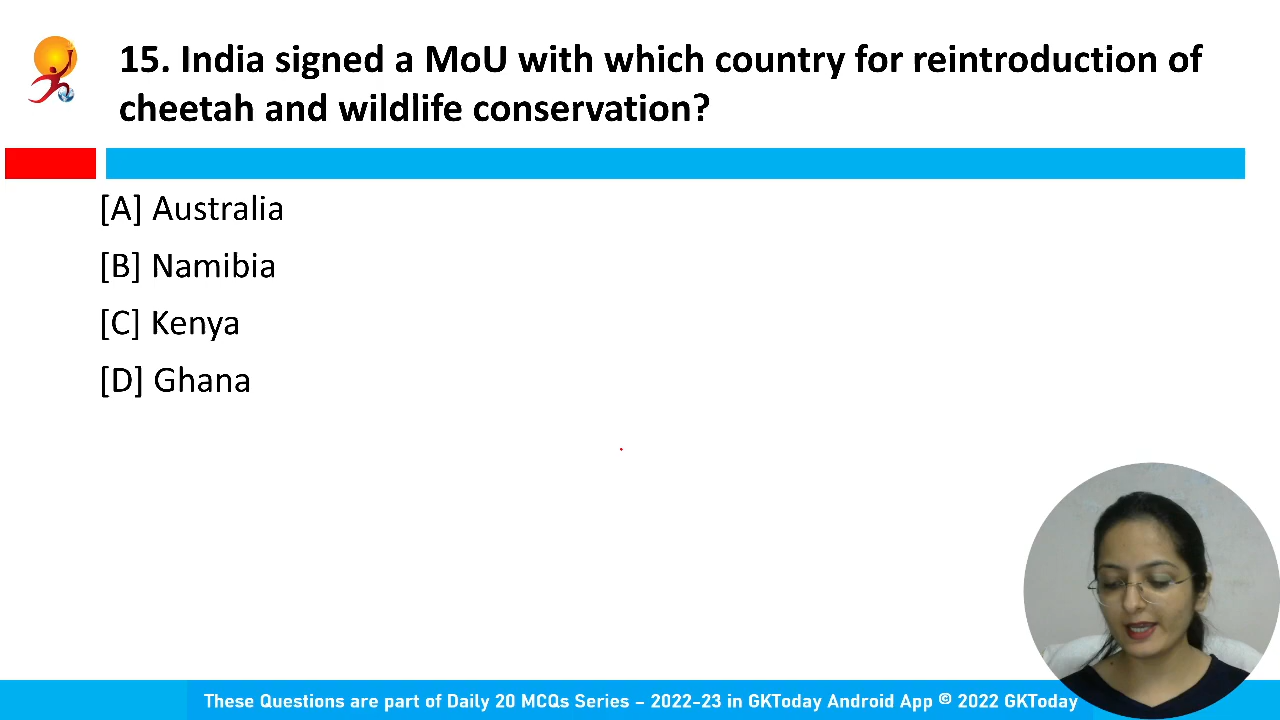 15. India signed a MoU with which country for reintroduction of
cheetah and wildlife conservation?
[A] Australia
[B] Namibia
[C] Kenya
[D] Ghana
These Questions are part of Daily 20 MCQs Series – 2022-23 in GKToday Android App © 2022 GKToday